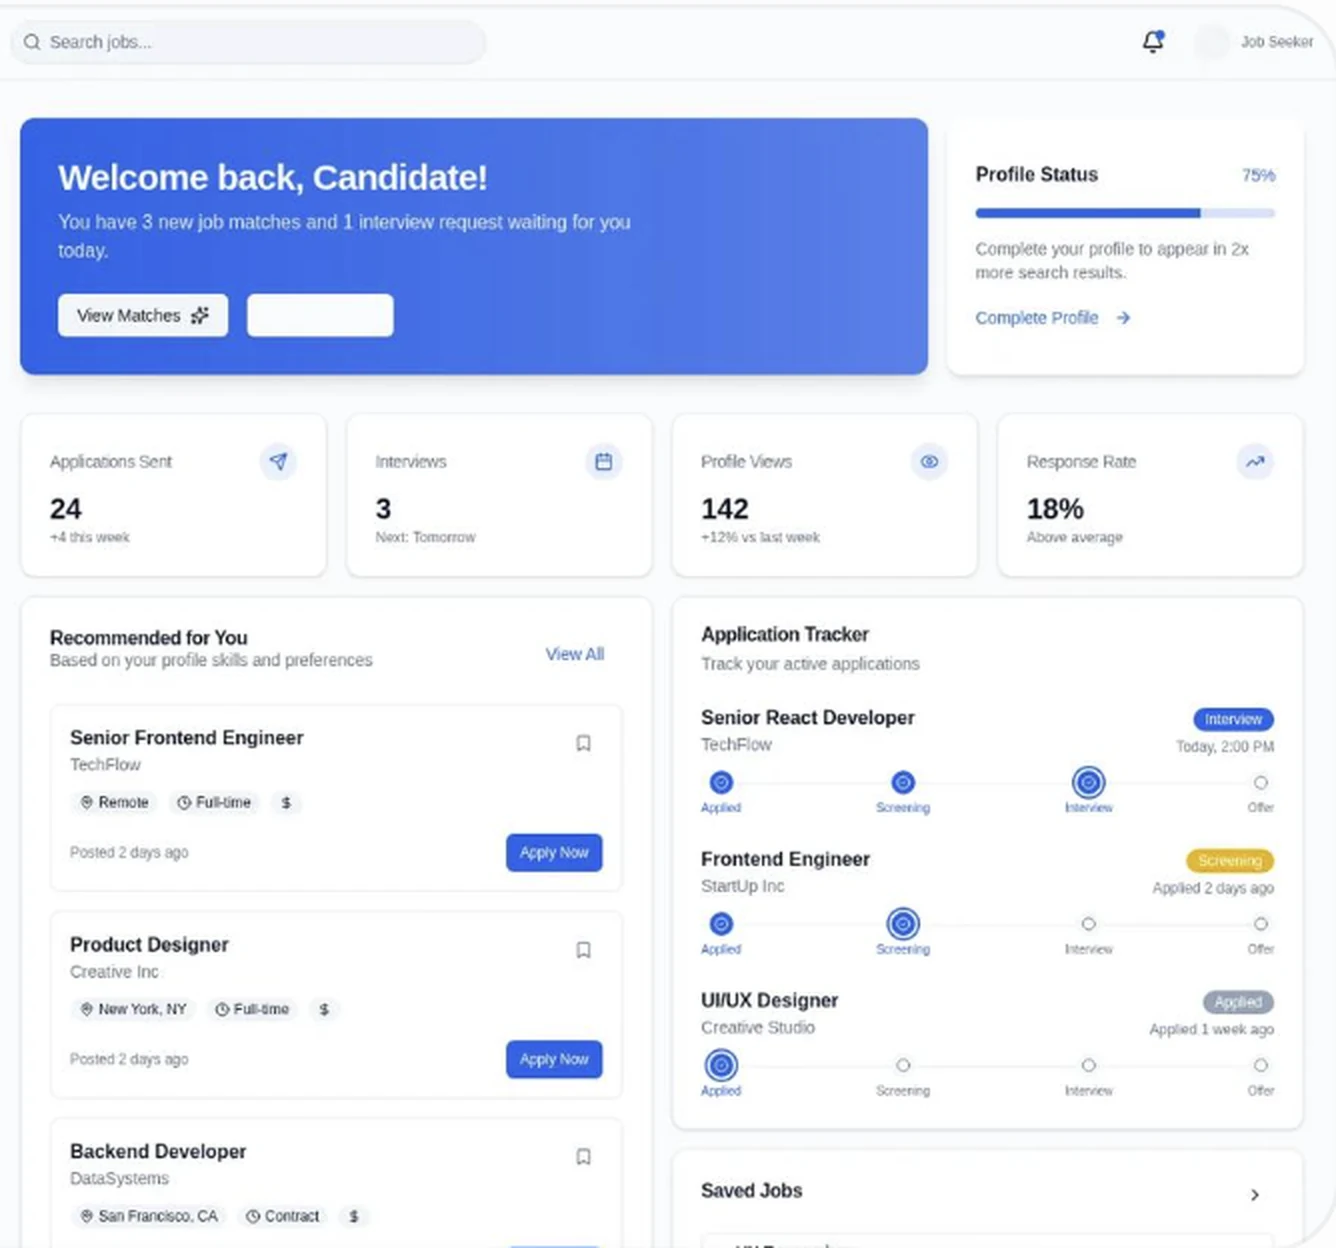 Search jobs...
Job Seeker
Welcome back, Candidate!
You have 3 new job matches and 1 interview request waiting for you
today.
View Matches
Profile Status
75%
Complete your profile to appear in 2x
more search results.
Complete Profile
Applications Sent
24
+4 this week
Interviews
3
Next: Tomorrow
Profile Views
142
+12% vs last week
Response Rate
18%
Above average
Recommended for You
Based on your profile skills and preferences
View All
Senior Frontend Engineer
TechFlow
Remote Full-time $
Posted 2 days ago
Apply Now
Product Designer
Creative Inc
New York, NY Full-time $
Posted 2 days ago
Apply Now
Backend Developer
DataSystems
San Francisco, CA Contract $
Application Tracker
Track your active applications
Senior React Developer
Interview
TechFlow
Today, 2:00 PM
Applied Screening Interview Offer
Frontend Engineer
Screening
StartUp Inc
Applied 2 days ago
Applied Screening Interview Offer
UI/UX Designer
Applied
Creative Studio
Applied 1 week ago
Applied Screening Interview Offer
Saved Jobs